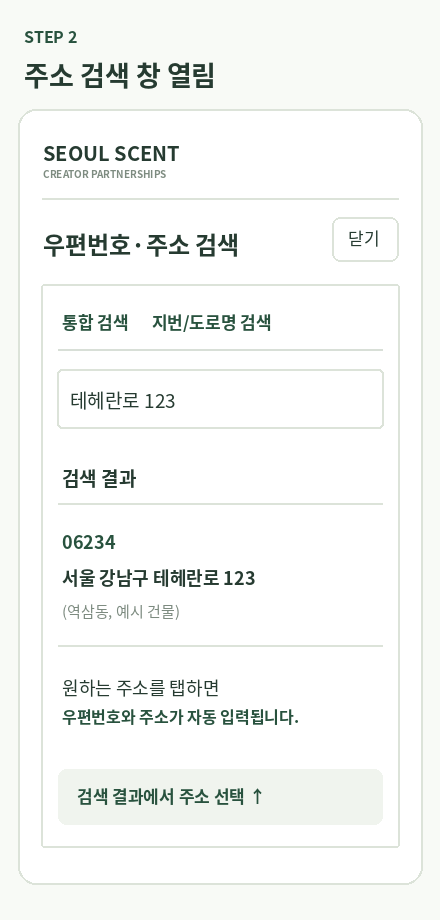 STEP 2
주소 검색 창 열림
SEOUL SCENT
CREATOR PARTNERSHIPS
우편번호 · 주소 검색
닫기
통합 검색 지번/도로명 검색
테헤란로 123
검색 결과
06234
서울 강남구 테헤란로 123
(역삼동, 예시 건물)
원하는 주소를 탭하면
우편번호와 주소가 자동 입력됩니다.
검색 결과에서 주소 선택 ↑